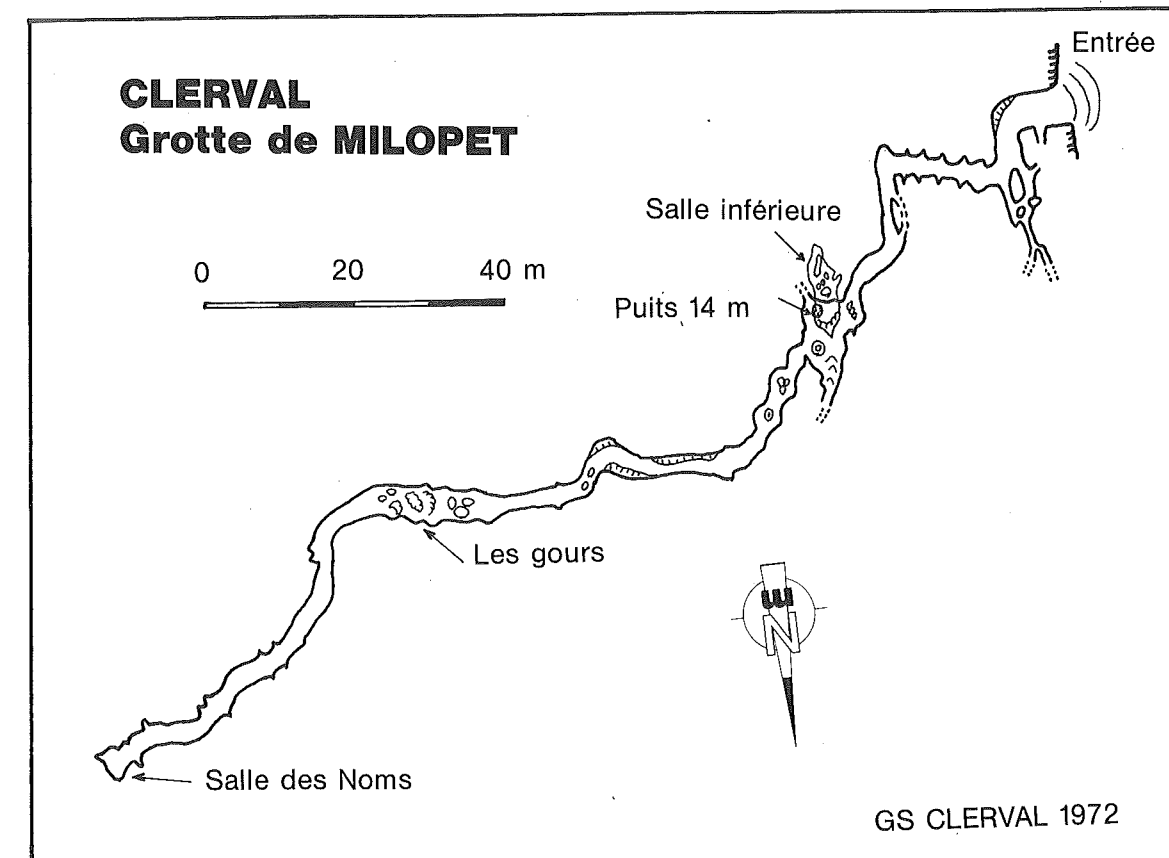 CLERVAL
Grotte de MILOPET
Entrée
Salle inférieure
0 20 40 m
Puits 14 m
Les gours
N
Salle des Noms
GS CLERVAL 1972